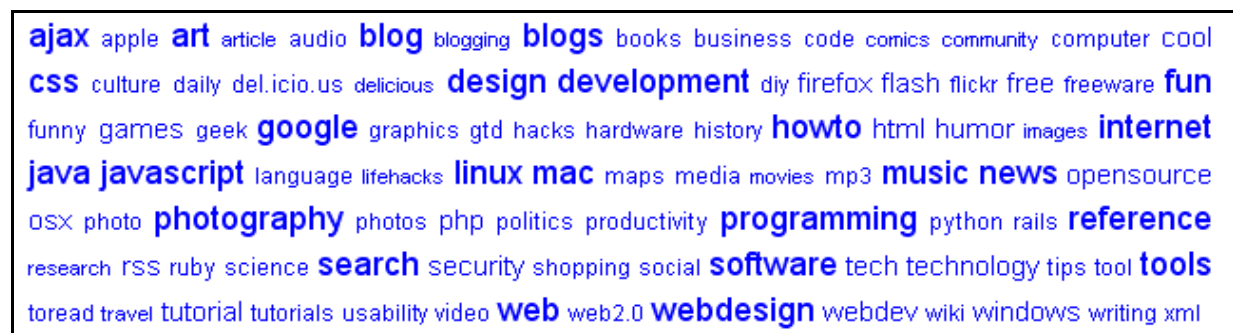 ajax apple art article audio blog blogging blogs books business code comics community computer cool
css culture daily del.icio.us delicious design development diy firefox flash flickr free freeware fun
funny games geek google graphics gtd hacks hardware history howto html humor images internet
java javascript language lifehacks linux mac maps media movies mp3 music news opensource
osx photo photography photos php politics productivity programming python rails reference
research rss ruby science search security shopping social software tech technology tips tool tools
toread travel tutorial tutorials usability video web web2.0 webdesign webdev wiki windows writing xml